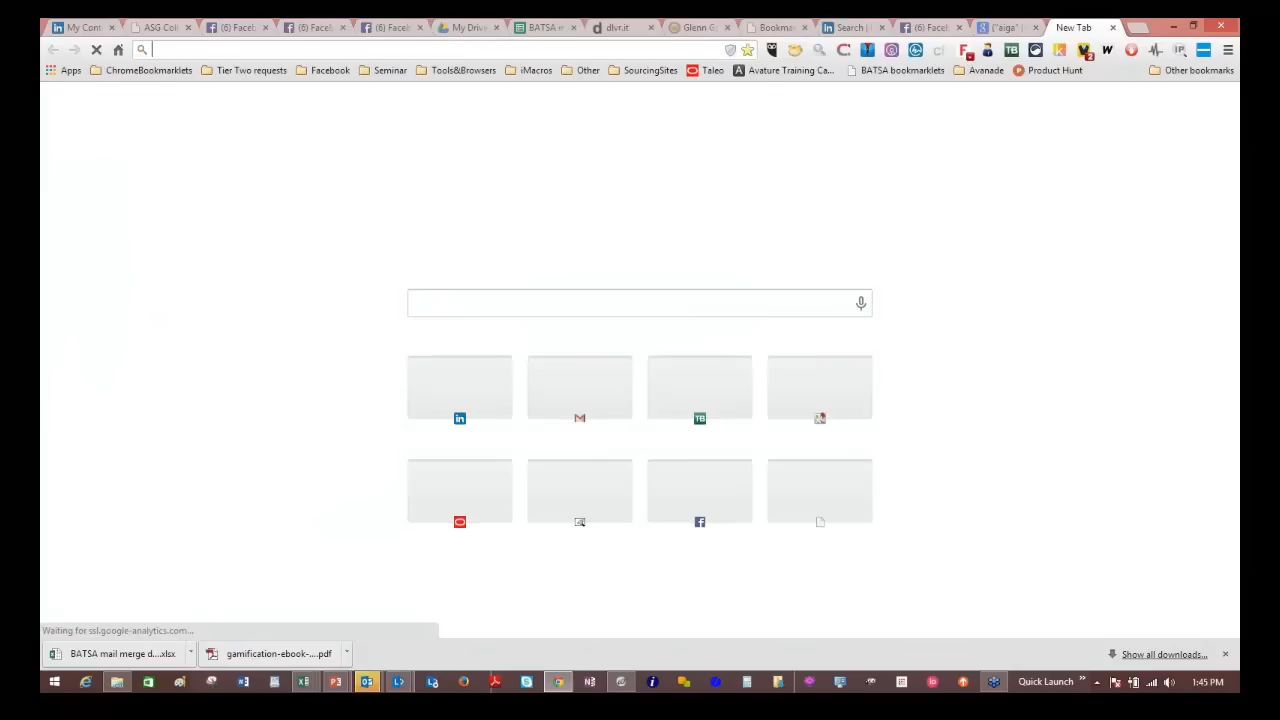 My Cont ASG Coll (6) Faceb (6) Faceb (6) Faceb My Drive BATSA m dlvr.it Glenn G Bookmar Search | (6) Faceb ("aiga" | New Tab
Apps ChromeBookmarklets Tier Two requests Facebook Seminar Tools&Browsers iMacros Other SourcingSites Taleo Avature Training Ca... BATSA bookmarklets Avanade Product Hunt Other bookmarks
Waiting for ssl.google-analytics.com...
BATSA mail merge d....xlsx gamification-ebook-....pdf Show all downloads...
Quick Launch 1:45 PM